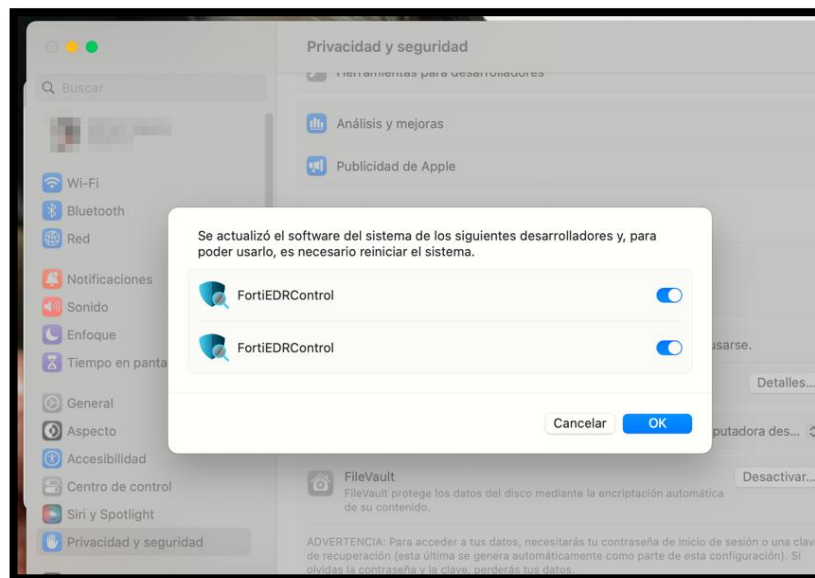 Privacidad y seguridad
Buscar
Herramientas para desarrolladores
Análisis y mejoras
Publicidad de Apple
Wi-Fi
Bluetooth
Red
Notificaciones
Sonido
Enfoque
Tiempo en panta
General
Aspecto
Accesibilidad
Centro de control
Siri y Spotlight
Privacidad y seguridad
Se actualizó el software del sistema de los siguientes desarrolladores y, para
poder usarlo, es necesario reiniciar el sistema.
FortiEDRControl
FortiEDRControl
Cancelar
OK
usarse.
Detalles...
putadora des...
FileVault
Desactivar...
FileVault protege los datos del disco mediante la encriptación automática
de su contenido.
ADVERTENCIA: Para acceder a tus datos, necesitarás tu contraseña de inicio de sesión o una clav
de recuperación (esta última se genera automáticamente como parte de esta configuración). Si
olvidas la contraseña y la clave, perderás tus datos.